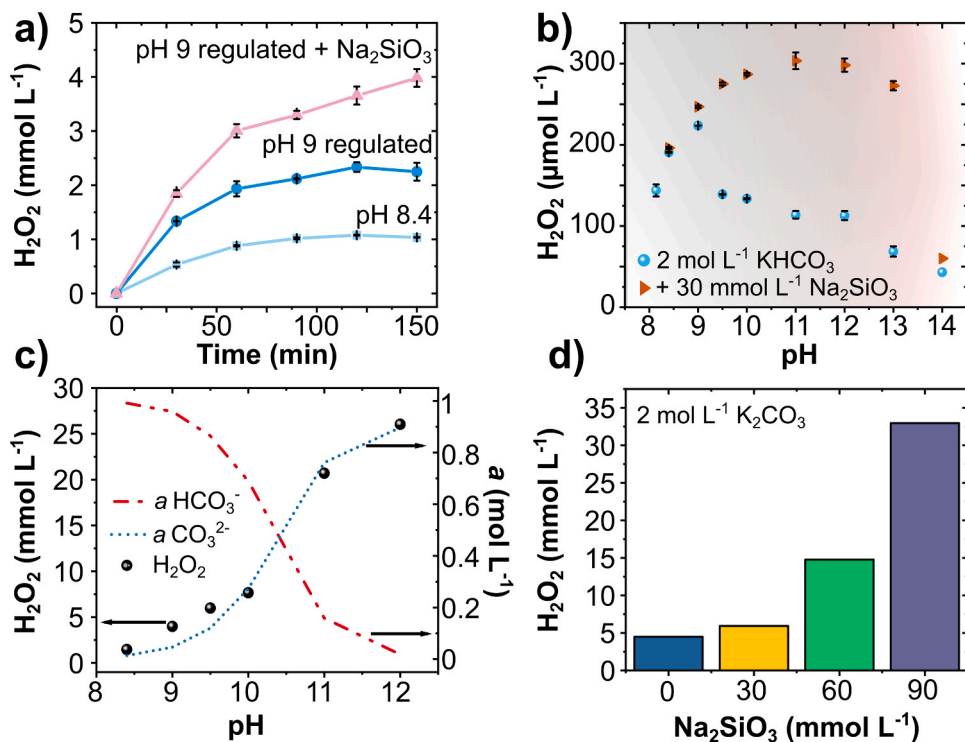 a)
H₂O₂ (mmol L⁻¹)
5
4
3
2
1
0
pH 9 regulated + Na₂SiO₃
pH 9 regulated
pH 8.4
0 50 100 150
Time (min)
b)
H₂O₂ (µmol L⁻¹)
300
200
100
0
2 mol L⁻¹ KHCO₃
+ 30 mmol L⁻¹ Na₂SiO₃
8 9 10 11 12 13 14
pH
c)
H₂O₂ (mmol L⁻¹)
30
25
20
15
10
5
0
a HCO₃⁻
a CO₃²⁻
H₂O₂
1
0.8
0.6
0.4
0.2
0
a (mol L⁻¹)
8 9 10 11 12
pH
d)
H₂O₂ (mmol L⁻¹)
35
30
25
20
15
10
5
0
2 mol L⁻¹ K₂CO₃
0 30 60 90
Na₂SiO₃ (mmol L⁻¹)